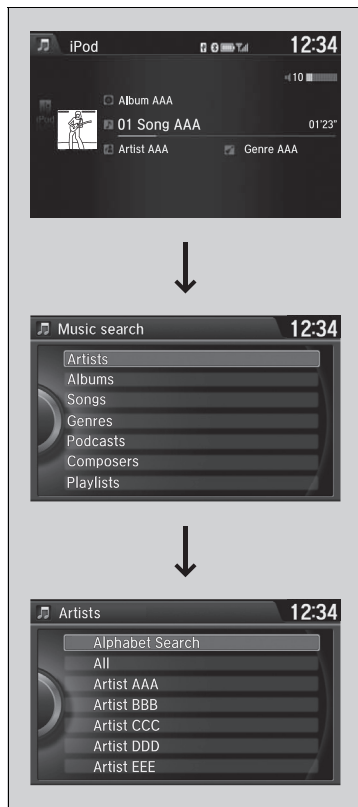 iPod
12:34
10
Album AAA
01 Song AAA
01'23"
Artist AAA
Genre AAA
Music search
12:34
Artists
Albums
Songs
Genres
Podcasts
Composers
Playlists
Artists
12:34
Alphabet Search
All
Artist AAA
Artist BBB
Artist CCC
Artist DDD
Artist EEE